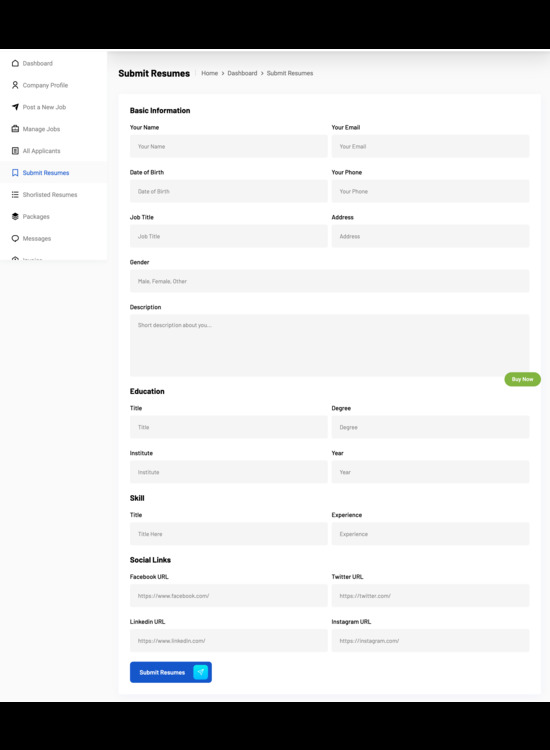 Dashboard
Company Profile
Post a New Job
Manage Jobs
All Applicants
Submit Resumes
Shorlisted Resumes
Packages
Messages
Submit Resumes
Home > Dashboard > Submit Resumes
Basic Information
Your Name Your Email
Your Name Your Email
Date of Birth Your Phone
Date of Birth Your Phone
Job Title Address
Job Title Address
Gender
Male, Female, Other
Description
Short description about you...
Buy Now
Education
Title Degree
Title Degree
Institute Year
Institute Year
Skill
Title Experience
Title Here Experience
Social Links
Facebook URL Twitter URL
https://www.facebook.com/ https://twitter.com/
Linkedin URL Instagram URL
https://www.linkedin.com/ https://instagram.com/
Submit Resumes